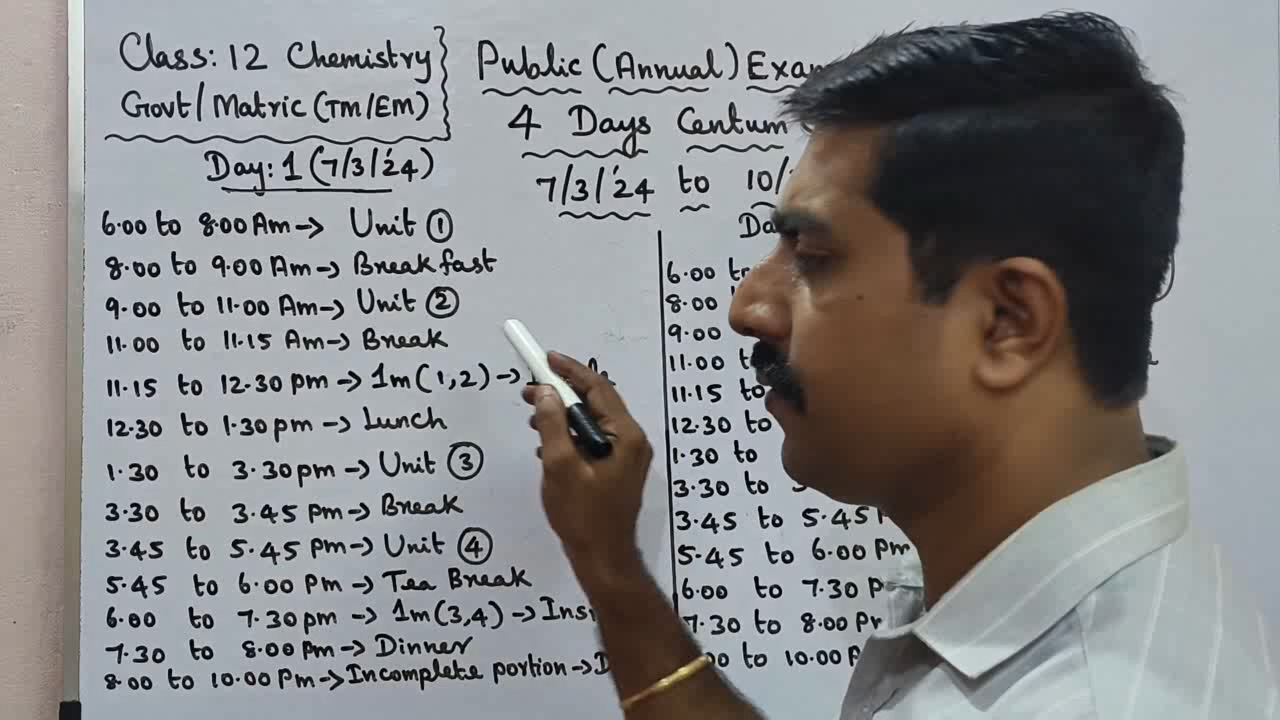 Class: 12 Chemistry
Govt/Matric (TM/EM)
Public (Annual) Exam
4 Days Centum
7/3/'24 to 10/
Day: 1 (7/3/'24)
6.00 to 8.00 Am → Unit ①
8.00 to 9.00 Am → Breakfast
9.00 to 11.00 Am → Unit ②
11.00 to 11.15 Am → Break
11.15 to 12.30 pm → 1m (1,2) →
12.30 to 1.30 pm → Lunch
1.30 to 3.30 pm → Unit ③
3.30 to 3.45 pm → Break
3.45 to 5.45 pm → Unit ④
5.45 to 6.00 Pm → Tea Break
6.00 to 7.30 pm → 1m (3,4) →
7.30 to 8.00 Pm → Dinner
8.00 to 10.00 Pm → Incomplete portion →
6.00 to
8.00
9.00
11.00 to
11.15 to
12.30 to
1.30 to
3.30 to
3.45 to 5.45 P
5.45 to 6.00 Pm
6.00 to 7.30 P
7.30 to 8.00 Pm
to 10.00 P